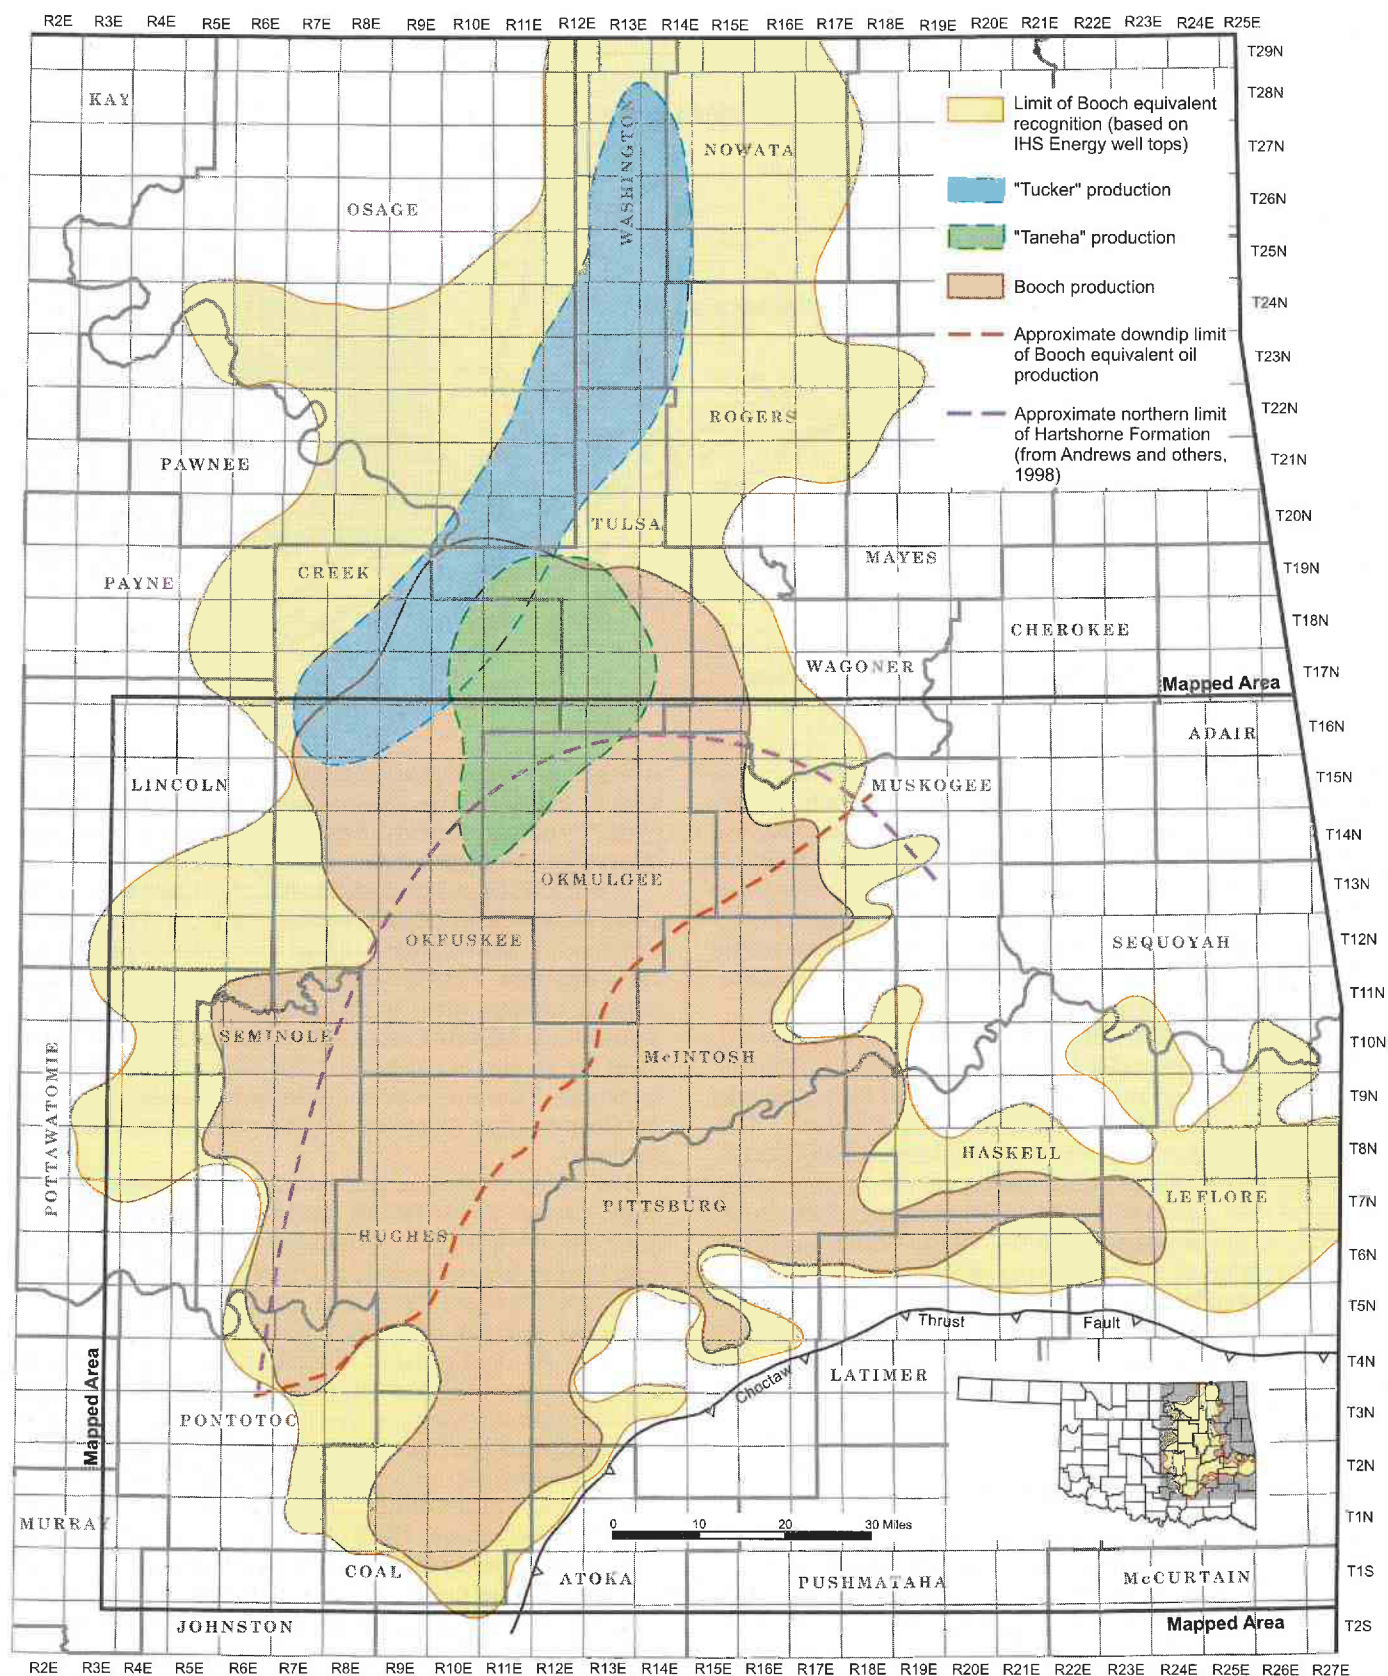 R2E R3E R4E R5E R6E R7E R8E R9E R10E R11E R12E R13E R14E R15E R16E R17E R18E R19E R20E R21E R22E R23E R24E R25E
T29N
T28N
T27N
T26N
T25N
T24N
T23N
T22N
T21N
T20N
T19N
T18N
T17N
T16N
T15N
T14N
T13N
T12N
T11N
T10N
T9N
T8N
T7N
T6N
T5N
T4N
T3N
T2N
T1N
T1S
T2S
Limit of Booch equivalent
recognition (based on
IHS Energy well tops)
"Tucker" production
"Taneha" production
Booch production
Approximate downdip limit
of Booch equivalent oil
production
Approximate northern limit
of Hartshorne Formation
(from Andrews and others,
1998)
KAY
OSAGE
WASHINGTON
NOWATA
ROGERS
PAWNEE
TULSA
MAYES
PAYNE
CREEK
CHEROKEE
WAGONER
Mapped Area
ADAIR
LINCOLN
MUSKOGEE
OKMULGEE
OKFUSKEE
SEQUOYAH
SEMINOLE
McINTOSH
POTTAWATOMIE
HASKELL
LEFLORE
PITTSBURG
HUGHES
Choctaw
Thrust
Fault
LATIMER
Mapped Area
PONTOTOC
MURRAY
0 10 20 30 Miles
COAL
ATOKA
PUSHMATAHA
McCURTAIN
JOHNSTON
Mapped Area
R2E R3E R4E R5E R6E R7E R8E R9E R10E R11E R12E R13E R14E R15E R16E R17E R18E R19E R20E R21E R22E R23E R24E R25E R26E R27E